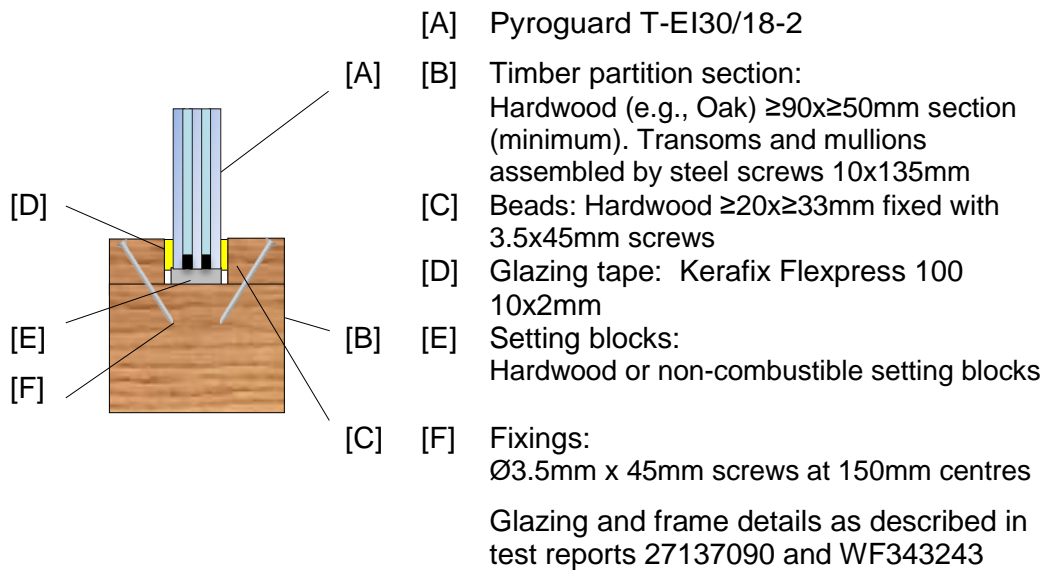 [A] Pyroguard T-EI30/18-2
[A] [B] Timber partition section:
Hardwood (e.g., Oak) ≥90x≥50mm section
(minimum). Transoms and mullions
assembled by steel screws 10x135mm
[D] [C] Beads: Hardwood ≥20x≥33mm fixed with
3.5x45mm screws
[D] Glazing tape: Kerafix Flexpress 100
10x2mm
[E] [B] [E] Setting blocks:
Hardwood or non-combustible setting blocks
[F]
[C] [F] Fixings:
Ø3.5mm x 45mm screws at 150mm centres
Glazing and frame details as described in
test reports 27137090 and WF343243